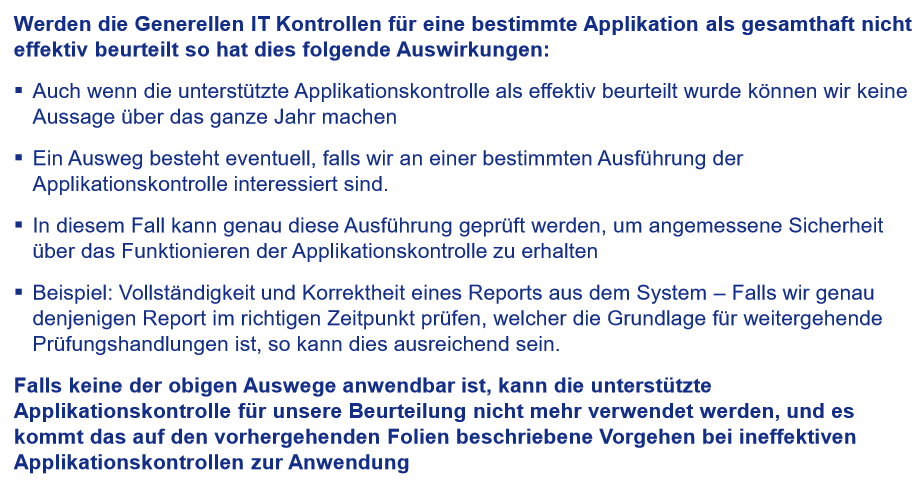 Werden die Generellen IT Kontrollen für eine bestimmte Applikation als gesamthaft nicht
effektiv beurteilt so hat dies folgende Auswirkungen:
▪ Auch wenn die unterstützte Applikationskontrolle als effektiv beurteilt wurde können wir keine
Aussage über das ganze Jahr machen
▪ Ein Ausweg besteht eventuell, falls wir an einer bestimmten Ausführung der
Applikationskontrolle interessiert sind.
▪ In diesem Fall kann genau diese Ausführung geprüft werden, um angemessene Sicherheit
über das Funktionieren der Applikationskontrolle zu erhalten
▪ Beispiel: Vollständigkeit und Korrektheit eines Reports aus dem System – Falls wir genau
denjenigen Report im richtigen Zeitpunkt prüfen, welcher die Grundlage für weitergehende
Prüfungshandlungen ist, so kann dies ausreichend sein.
Falls keine der obigen Auswege anwendbar ist, kann die unterstützte
Applikationskontrolle für unsere Beurteilung nicht mehr verwendet werden, und es
kommt das auf den vorhergehenden Folien beschriebene Vorgehen bei ineffektiven
Applikationskontrollen zur Anwendung